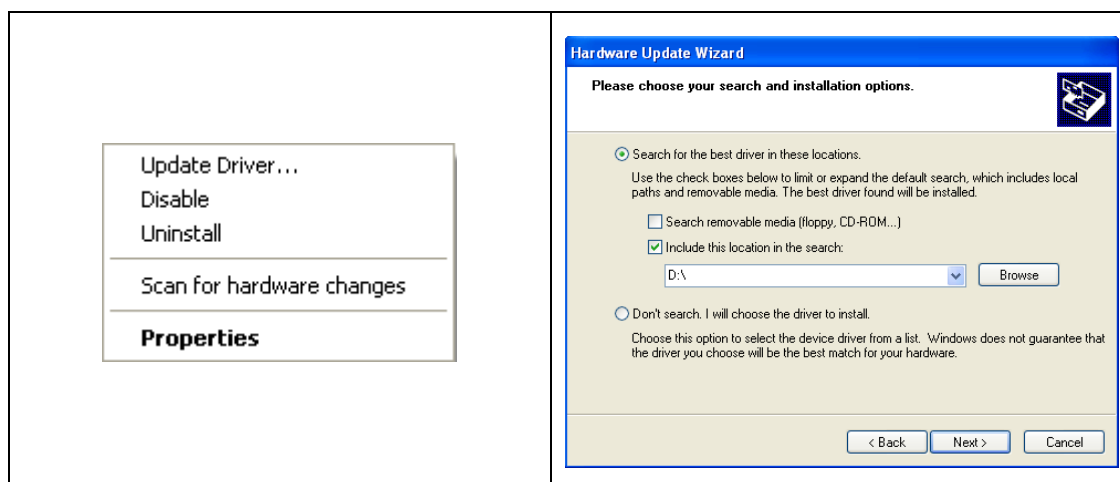 Update Driver...
Disable
Uninstall
Scan for hardware changes
Properties
Hardware Update Wizard
Please choose your search and installation options.
Search for the best driver in these locations.
Use the check boxes below to limit or expand the default search, which includes local
paths and removable media. The best driver found will be installed.
Search removable media (floppy, CD-ROM...)
Include this location in the search:
D:\
Browse
Don't search. I will choose the driver to install.
Choose this option to select the device driver from a list. Windows does not guarantee that
the driver you choose will be the best match for your hardware.
< Back Next > Cancel